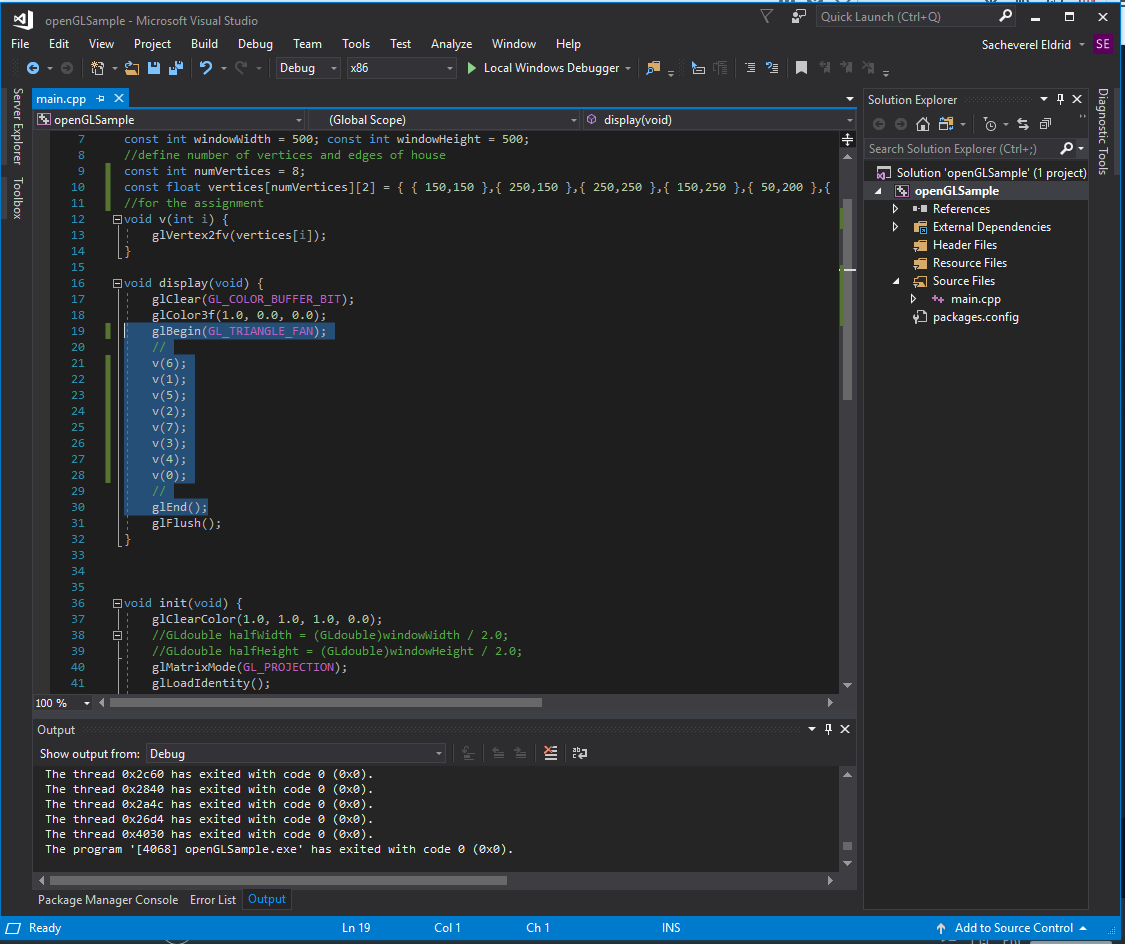 openGLSample - Microsoft Visual Studio
Quick Launch (Ctrl+Q)
File Edit View Project Build Debug Team Tools Test Analyze Window Help
Sacheverel Eldrid SE
Debug x86 Local Windows Debugger
Server Explorer
Toolbox
main.cpp
openGLSample (Global Scope) display(void)
7 const int windowWidth = 500; const int windowHeight = 500;
8 //define number of vertices and edges of house
9 const int numVertices = 8;
10 const float vertices[numVertices][2] = { { 150,150 },{ 250,150 },{ 250,250 },{ 150,250 },{ 50,200 },{
11 //for the assignment
12 void v(int i) {
13 glVertex2fv(vertices[i]);
14 }
15
16 void display(void) {
17 glClear(GL_COLOR_BUFFER_BIT);
18 glColor3f(1.0, 0.0, 0.0);
19 glBegin(GL_TRIANGLE_FAN);
20 //
21 v(6);
22 v(1);
23 v(5);
24 v(2);
25 v(7);
26 v(3);
27 v(4);
28 v(0);
29 //
30 glEnd();
31 glFlush();
32 }
33
34
35
36 void init(void) {
37 glClearColor(1.0, 1.0, 1.0, 0.0);
38 //GLdouble halfWidth = (GLdouble)windowWidth / 2.0;
39 //GLdouble halfHeight = (GLdouble)windowHeight / 2.0;
40 glMatrixMode(GL_PROJECTION);
41 glLoadIdentity();
100 %
Output
Show output from: Debug
The thread 0x2c60 has exited with code 0 (0x0).
The thread 0x2840 has exited with code 0 (0x0).
The thread 0x2a4c has exited with code 0 (0x0).
The thread 0x26d4 has exited with code 0 (0x0).
The thread 0x4030 has exited with code 0 (0x0).
The program '[4068] openGLSample.exe' has exited with code 0 (0x0).
Package Manager Console Error List Output
Solution Explorer
Search Solution Explorer (Ctrl+;)
Solution 'openGLSample' (1 project)
openGLSample
References
External Dependencies
Header Files
Resource Files
Source Files
main.cpp
packages.config
Diagnostic Tools
Ready Ln 19 Col 1 Ch 1 INS Add to Source Control